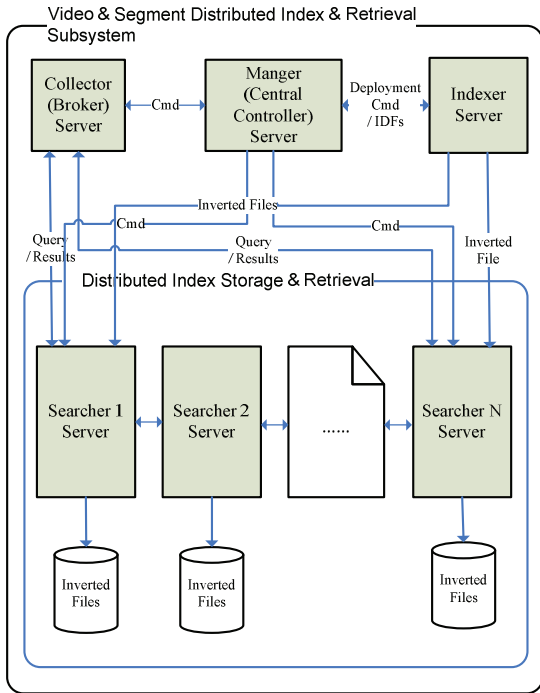 Video & Segment Distributed Index & Retrieval
Subsystem
Collector
(Broker)
Server
Cmd
Manger
(Central
Controller)
Server
Deployment
Cmd
/ IDFs
Indexer
Server
Inverted Files
Cmd
Cmd
Query
/Results
Query
/Results
Inverted
File
Distributed Index Storage & Retrieval
Searcher 1
Server
Searcher 2
Server
......
Searcher N
Server
Inverted
Files
Inverted
Files
Inverted
Files